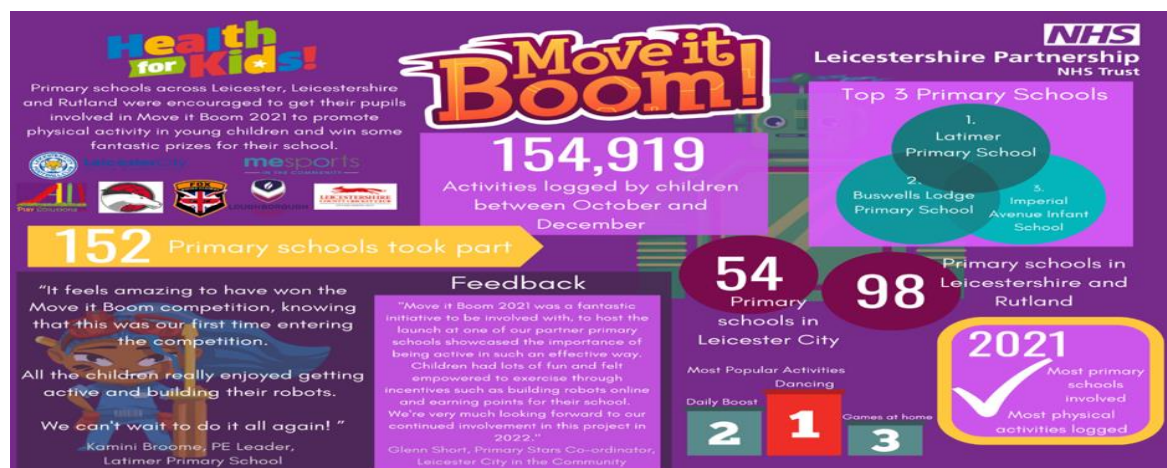 Health
for Kids!
Primary schools across Leicester, Leicestershire
and Rutland were encouraged to get their pupils
involved in Move it Boom 2021 to promote
physical activity in young children and win some
fantastic prizes for their school.
mesports
IN THE COMMUNITY
FOX
Move it
Boom!
154,919
Activities logged by children
between October and
December
NHS
Leicestershire Partnership
NHS Trust
Top 3 Primary Schools
1.
Latimer
Primary School
2.
Buswells Lodge
Primary School
3.
Imperial
Avenue Infant
School
152 Primary schools took part
54
Primary
schools in
Leicester City
98
Primary schools in
Leicestershire and
Rutland
"It feels amazing to have won the
Move it Boom competition, knowing
that this was our first time entering
the competition.
All the children really enjoyed getting
active and building their robots.
We can't wait to do it all again! "
Kamini Broome, PE Leader,
Latimer Primary School
Feedback
"Move it Boom 2021 was a fantastic
initiative to be involved with, to host the
launch at one of our partner primary
schools showcased the importance of
being active in such an effective way.
Children had lots of fun and felt
empowered to exercise through
incentives such as building robots online
and earning points for their school.
We're very much looking forward to our
continued involvement in this project in
2022."
Glenn Short, Primary Stars Co-ordinator,
Leicester City in the Community
Most Popular Activities
Dancing
1
Daily Boost
2
Games at home
3
2021
Most primary
schools
involved
Most physical
activities logged